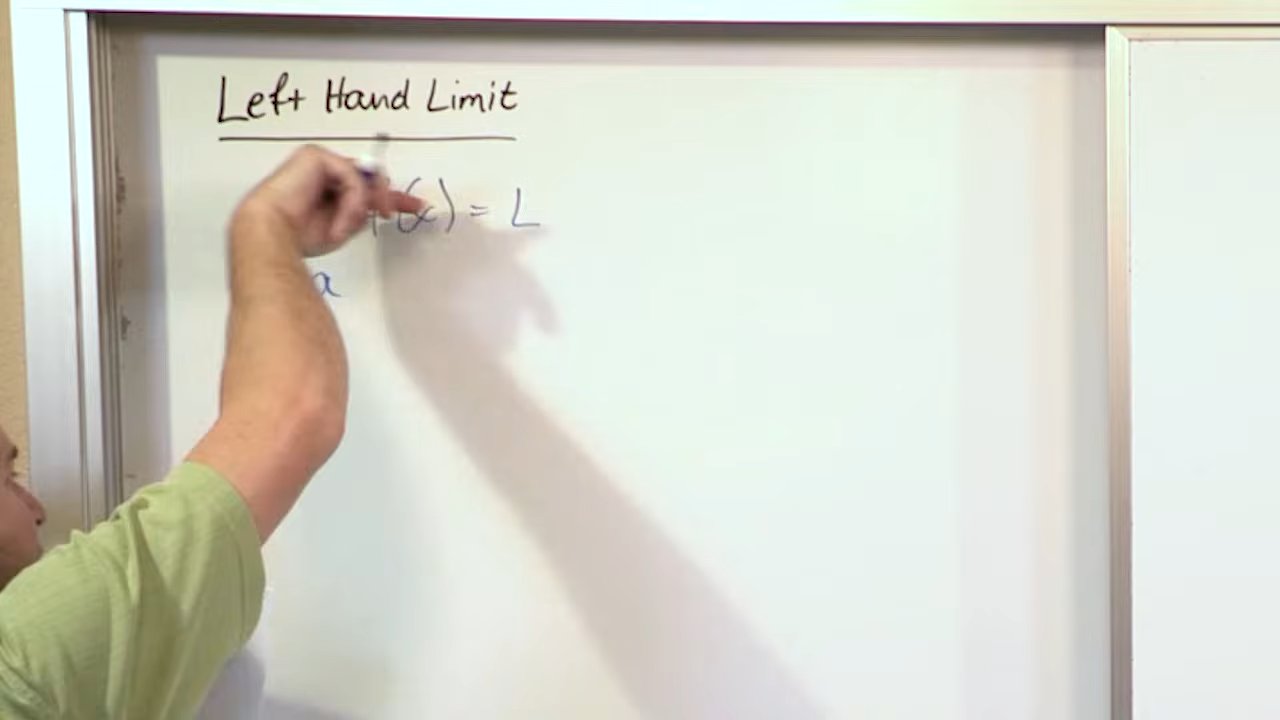 Left Hand Limit
f(x) = L
a